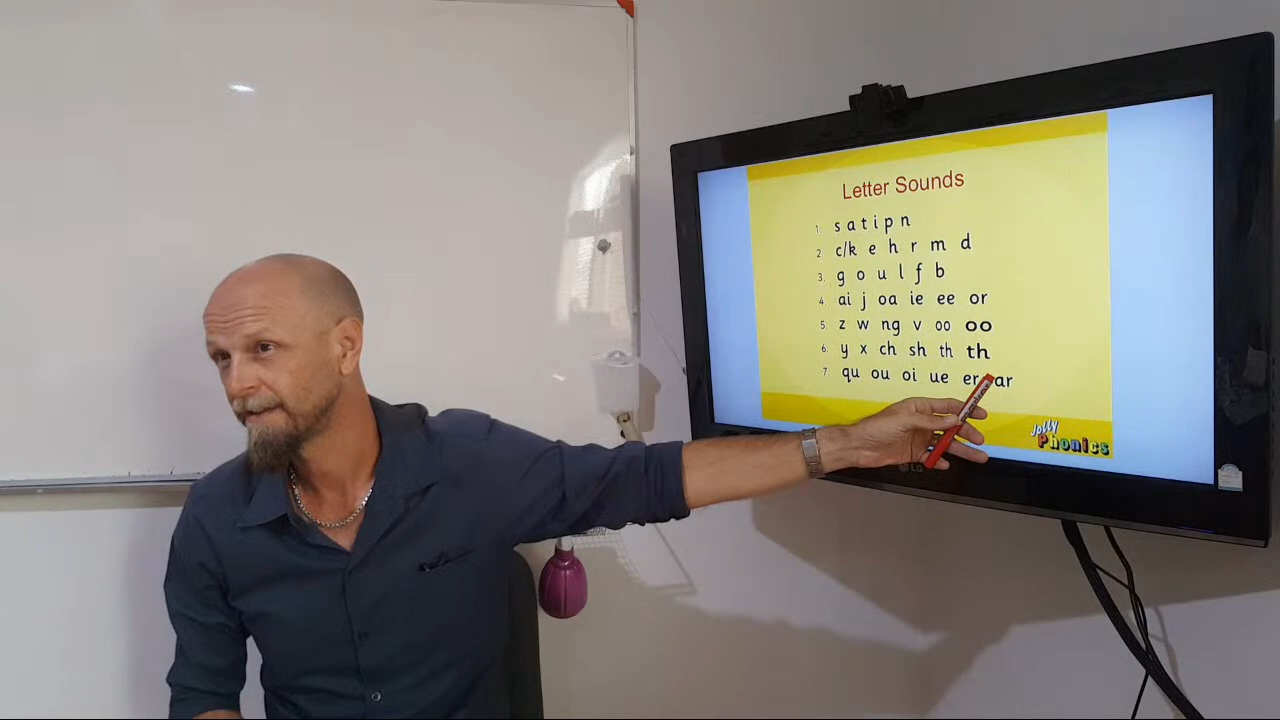 Letter Sounds
1. s a t i p n
2. c/k e h r m d
3. g o u l f b
4. ai j oa ie ee or
5. z w ng v oo oo
6. y x ch sh th th
7. qu ou oi ue er ar
Jolly
Phonics
LG